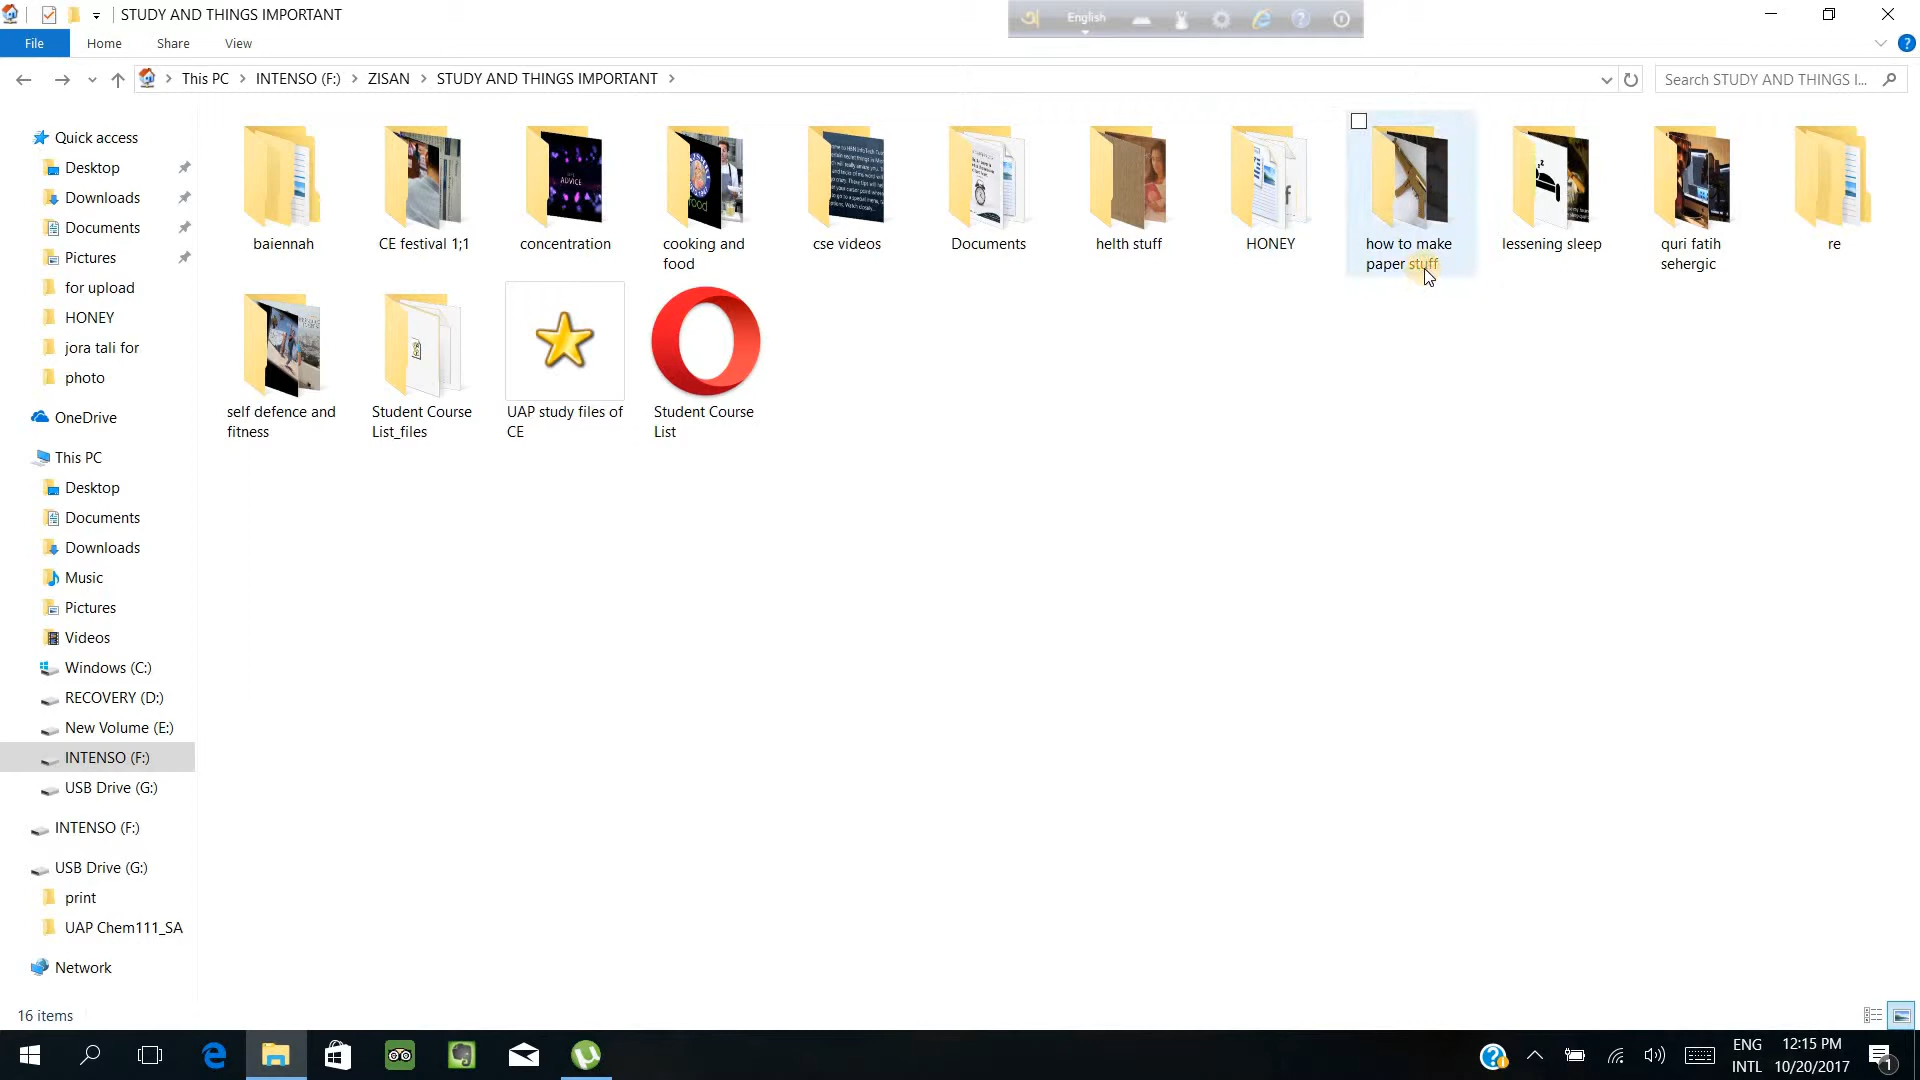 STUDY AND THINGS IMPORTANT
English
File
Home
Share
View
This PC
INTENSO (F:)
ZISAN
STUDY AND THINGS IMPORTANT
Search STUDY AND THINGS I...
Quick access
Desktop
Downloads
Documents
Pictures
for upload
HONEY
jora tali for
photo
OneDrive
This PC
Desktop
Documents
Downloads
Music
Pictures
Videos
Windows (C:)
RECOVERY (D:)
New Volume (E:)
INTENSO (F:)
USB Drive (G:)
INTENSO (F:)
USB Drive (G:)
print
UAP Chem111_SA
Network
baiennah
CE festival 1;1
ADVICE
concentration
cooking and
food
cse videos
Documents
helth stuff
HONEY
how to make
paper stuff
lessening sleep
quri fatih
sehergic
re
self defence and
fitness
Student Course
List_files
UAP study files of
CE
Student Course
List
16 items
ENG
INTL
12:15 PM
10/20/2017
1